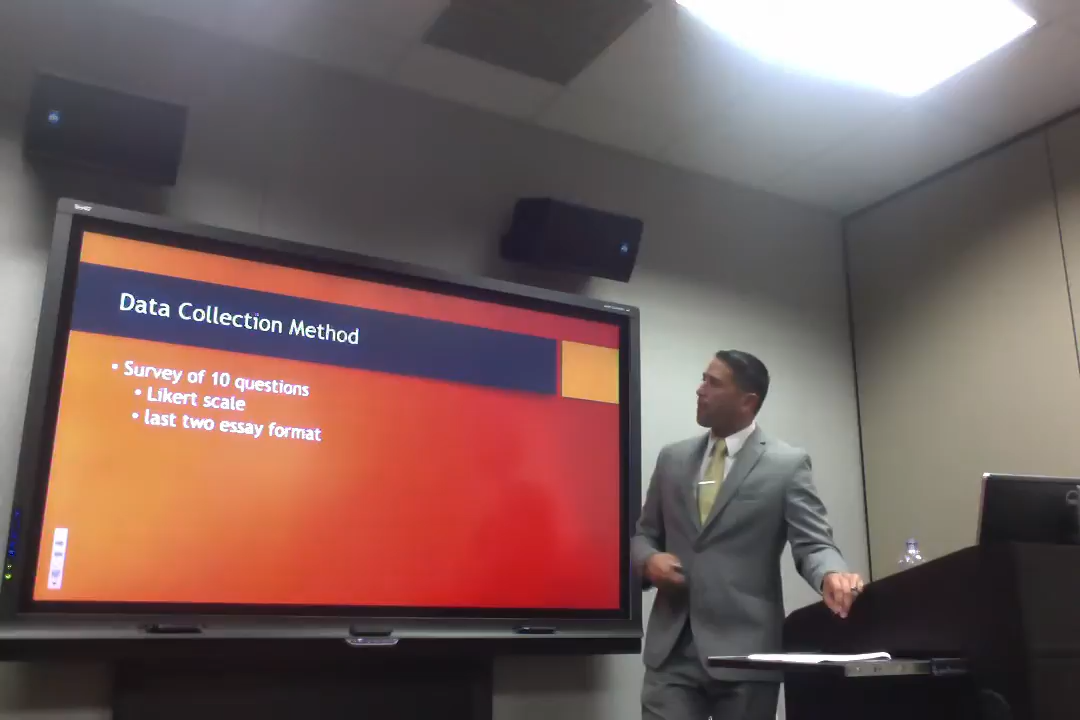 Data Collection Method
• Survey of 10 questions
• Likert scale
• last two essay format